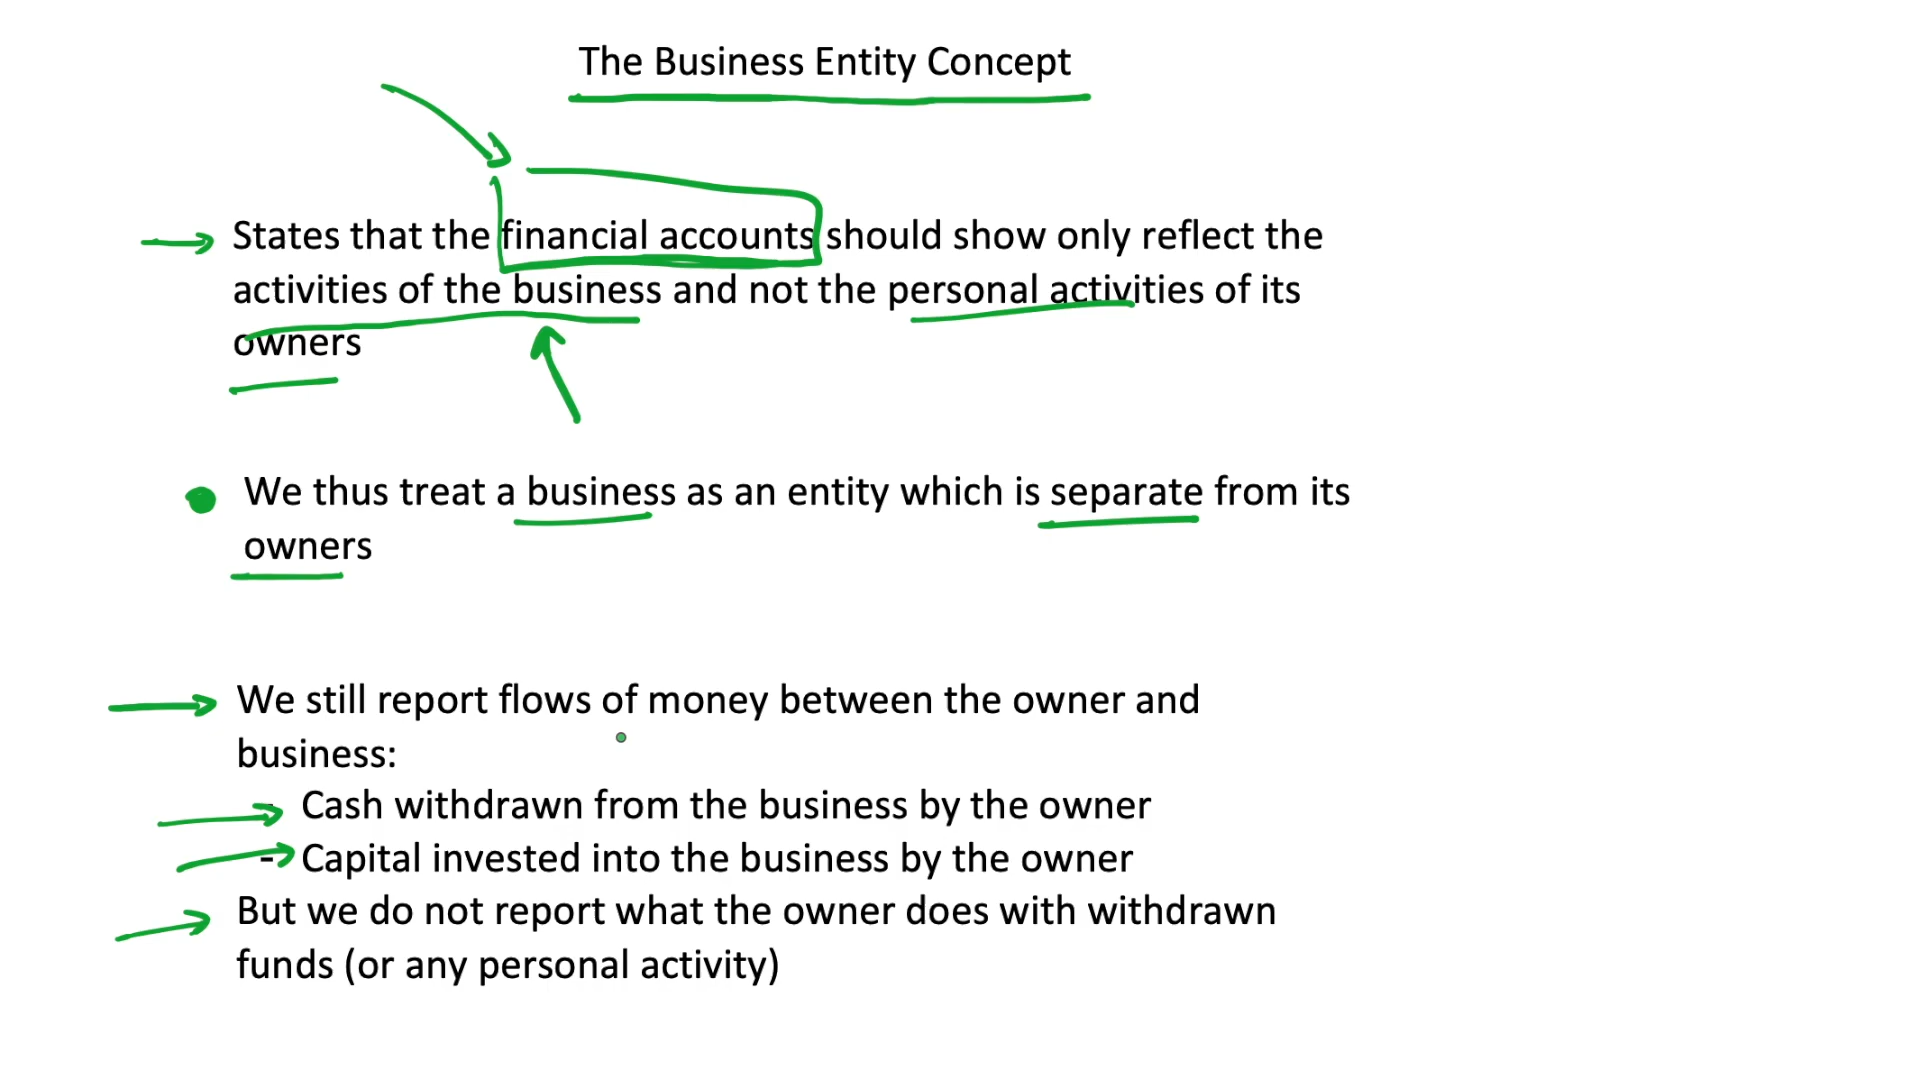 The Business Entity Concept
States that the financial accounts should show only reflect the
activities of the business and not the personal activities of its
owners
We thus treat a business as an entity which is separate from its
owners
We still report flows of money between the owner and
business:
- Cash withdrawn from the business by the owner
- Capital invested into the business by the owner
But we do not report what the owner does with withdrawn
funds (or any personal activity)